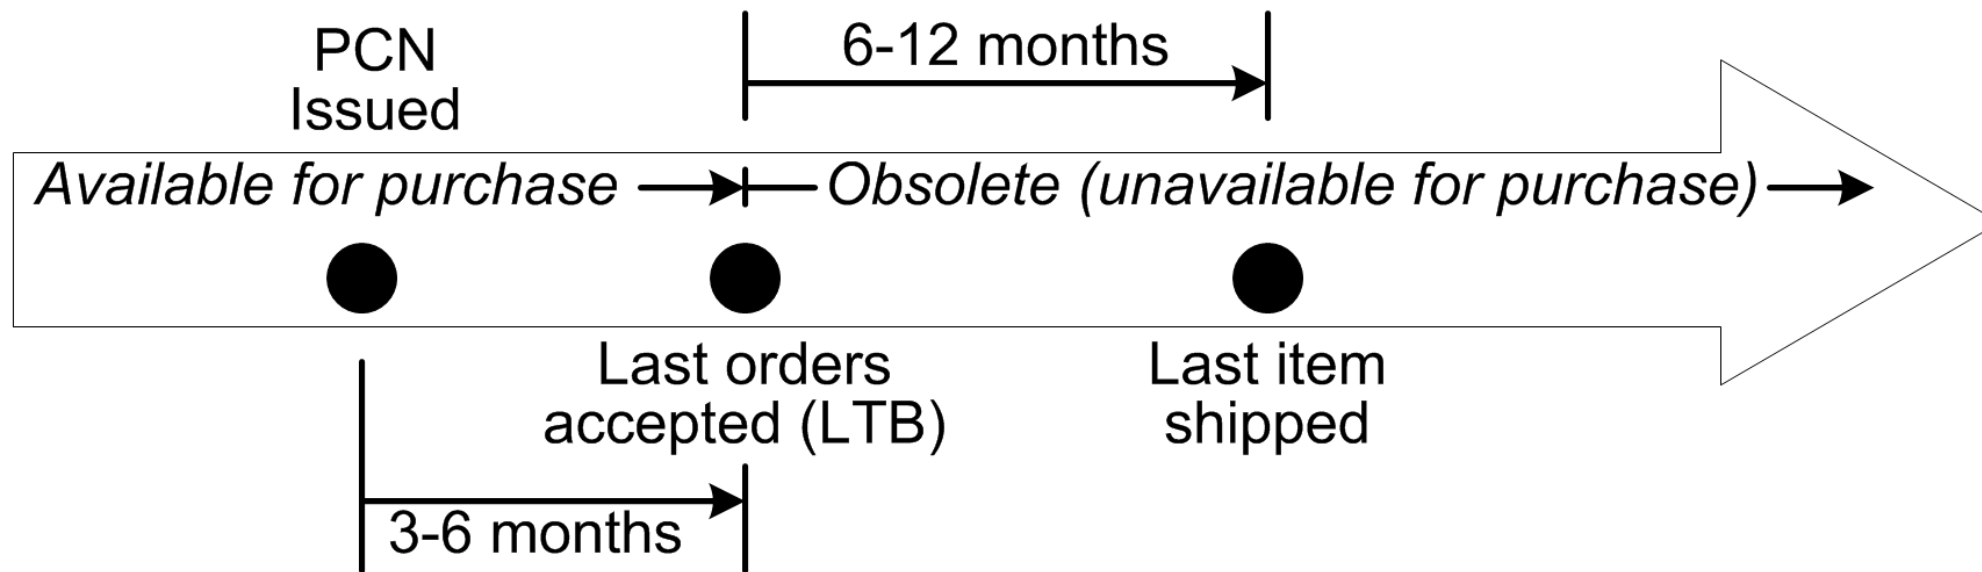 PCN
Issued
6-12 months
Available for purchase
Obsolete (unavailable for purchase)
Last orders
accepted (LTB)
Last item
shipped
3-6 months